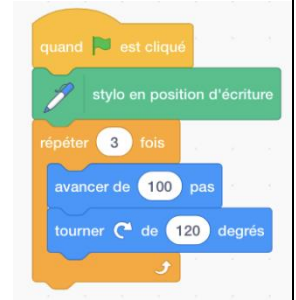 quand est cliqué
stylo en position d'écriture
répéter 3 fois
avancer de 100 pas
tourner de 120 degrés